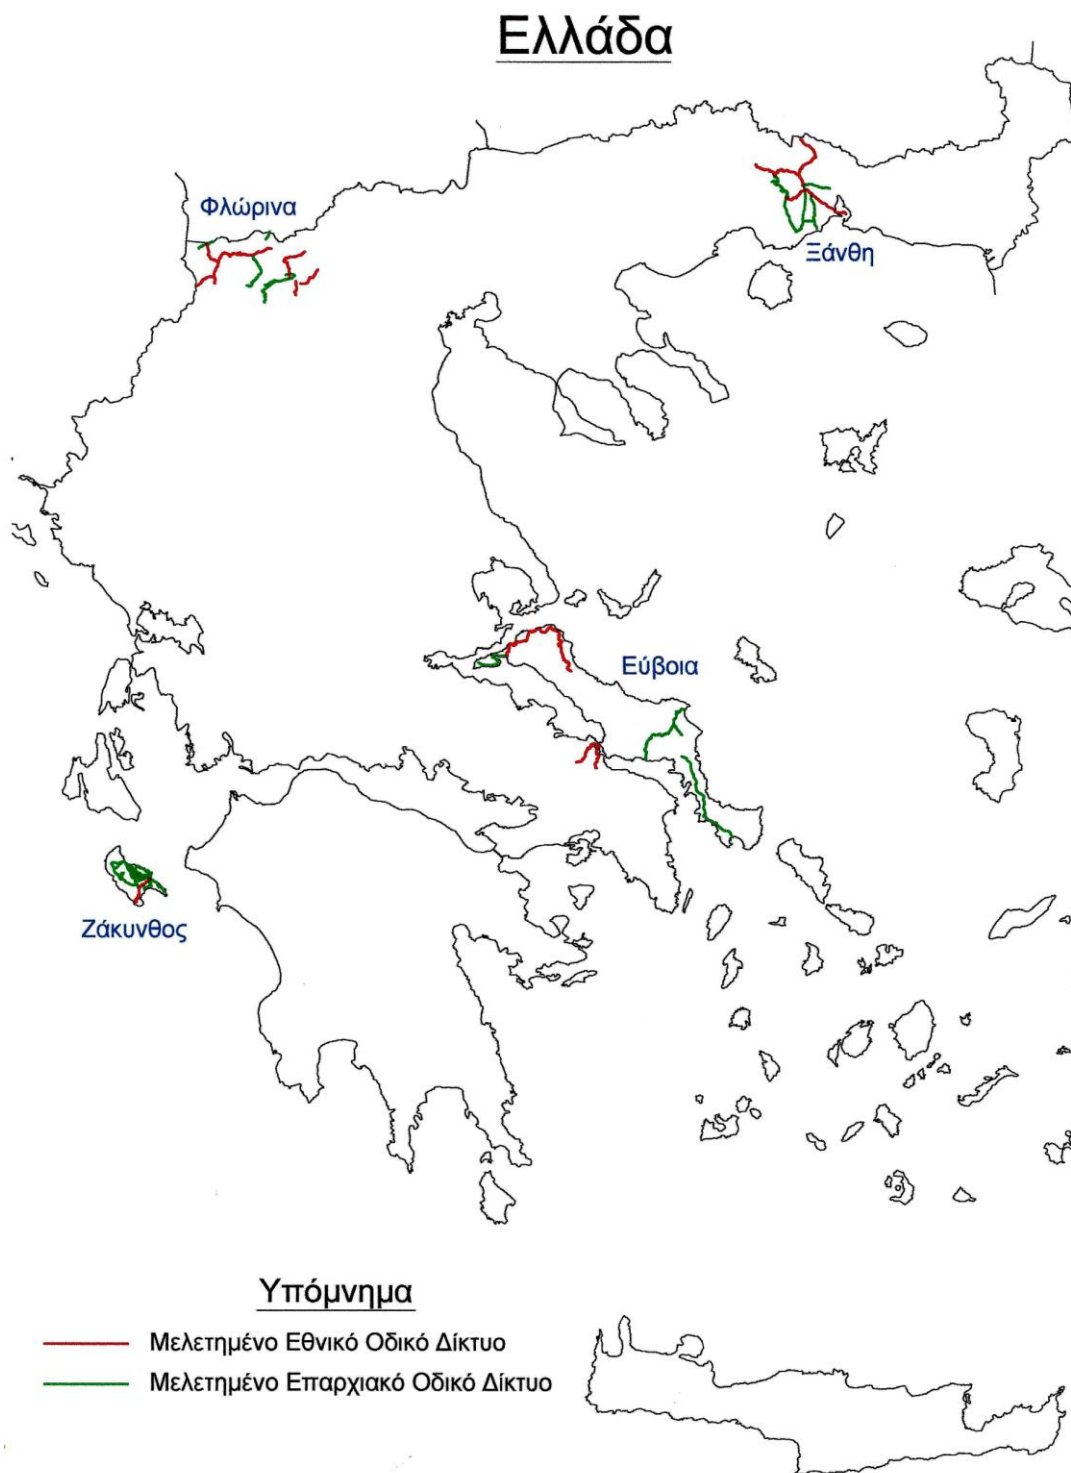 Ελλάδα
Φλώρινα
Ξάνθη
Εύβοια
Ζάκυνθος
Υπόμνημα
Μελετημένο Εθνικό Οδικό Δίκτυο
Μελετημένο Επαρχιακό Οδικό Δίκτυο